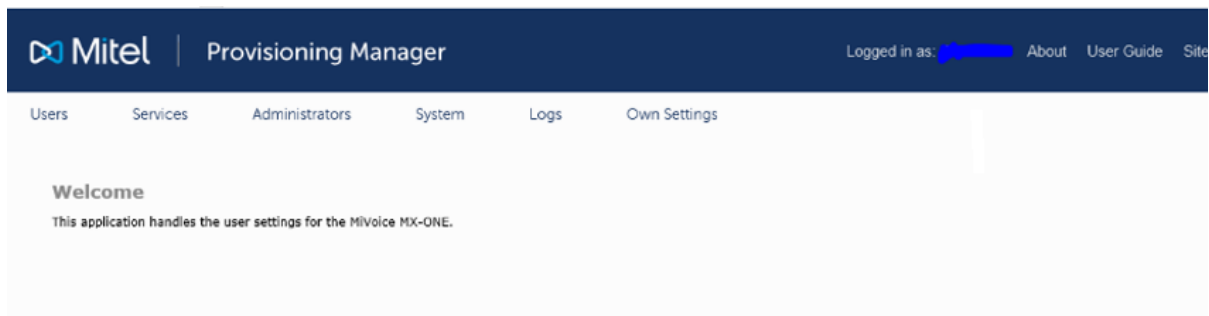 Mitel | Provisioning Manager Logged in as: About User Guide Site
Users Services Administrators System Logs Own Settings
Welcome
This application handles the user settings for the MiVoice MX-ONE.